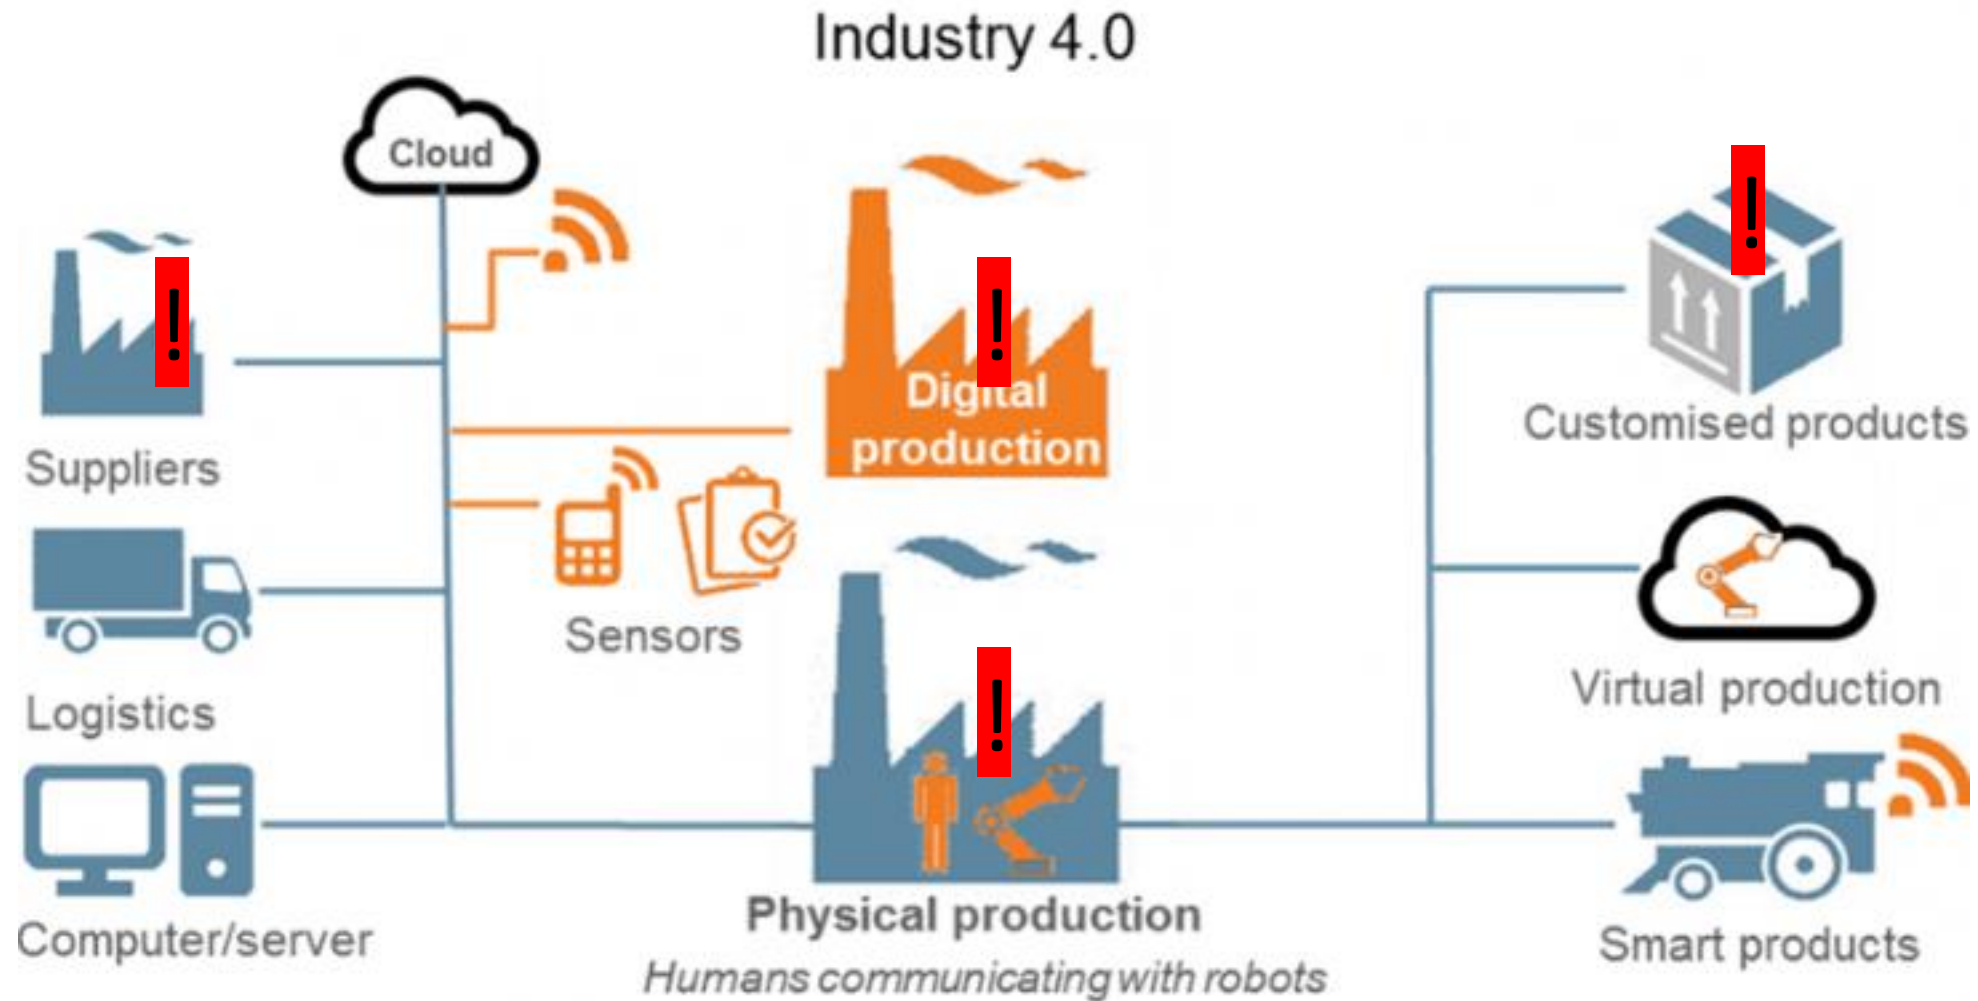 Industry 4.0
Cloud
!
!
!
Digital
production
Customised products
Suppliers
Sensors
!
Virtual production
Logistics
Physical production
Computer/server
Smart products
Humans communicating with robots